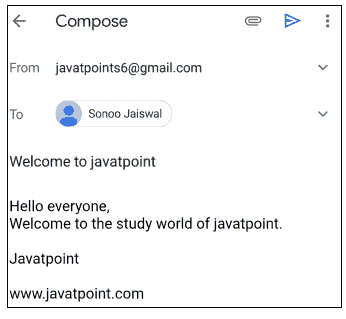 Compose
From javatpoints6@gmail.com
To Sonoo Jaiswal
Welcome to javatpoint
Hello everyone,
Welcome to the study world of javatpoint.
Javatpoint
www.javatpoint.com